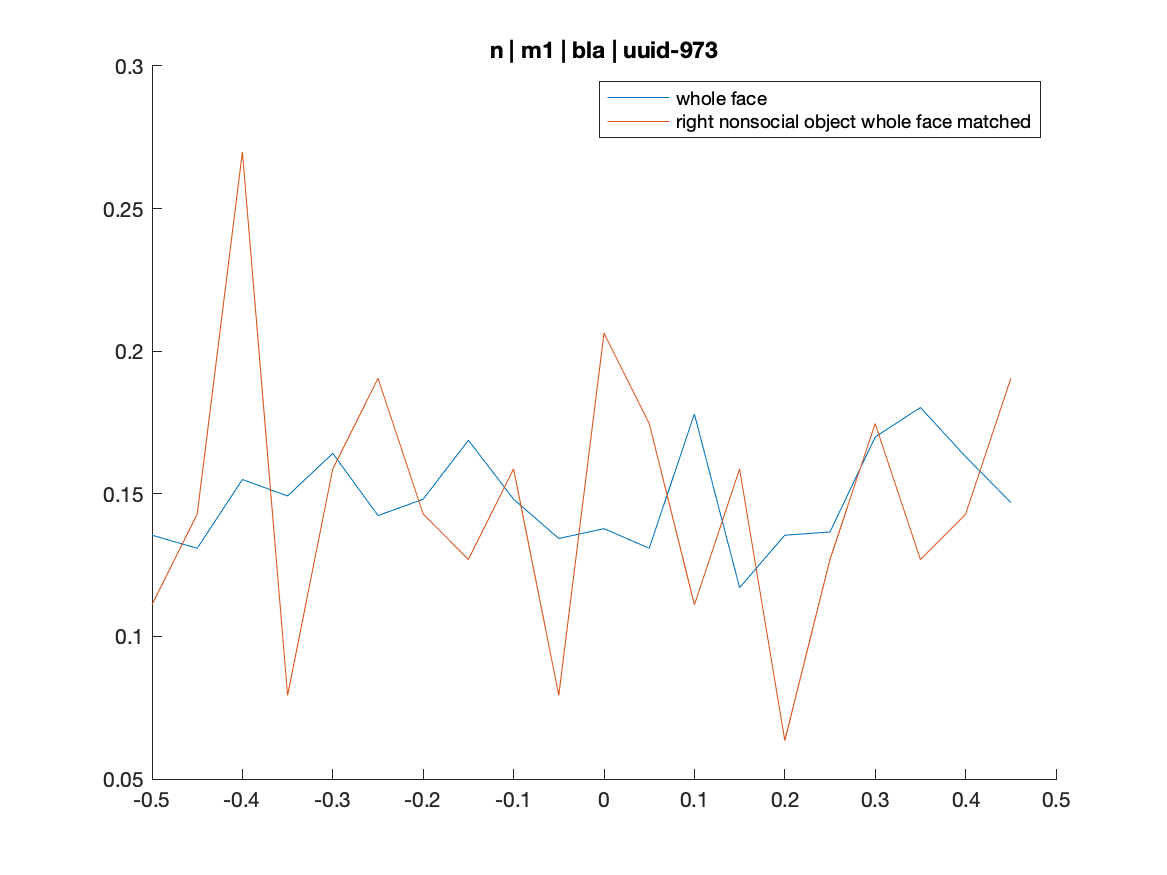 n | m1 | bla | uuid-973
whole face
right nonsocial object whole face matched
0.3
0.25
0.2
0.15
0.1
0.05
-0.5 -0.4 -0.3 -0.2 -0.1 0 0.1 0.2 0.3 0.4 0.5